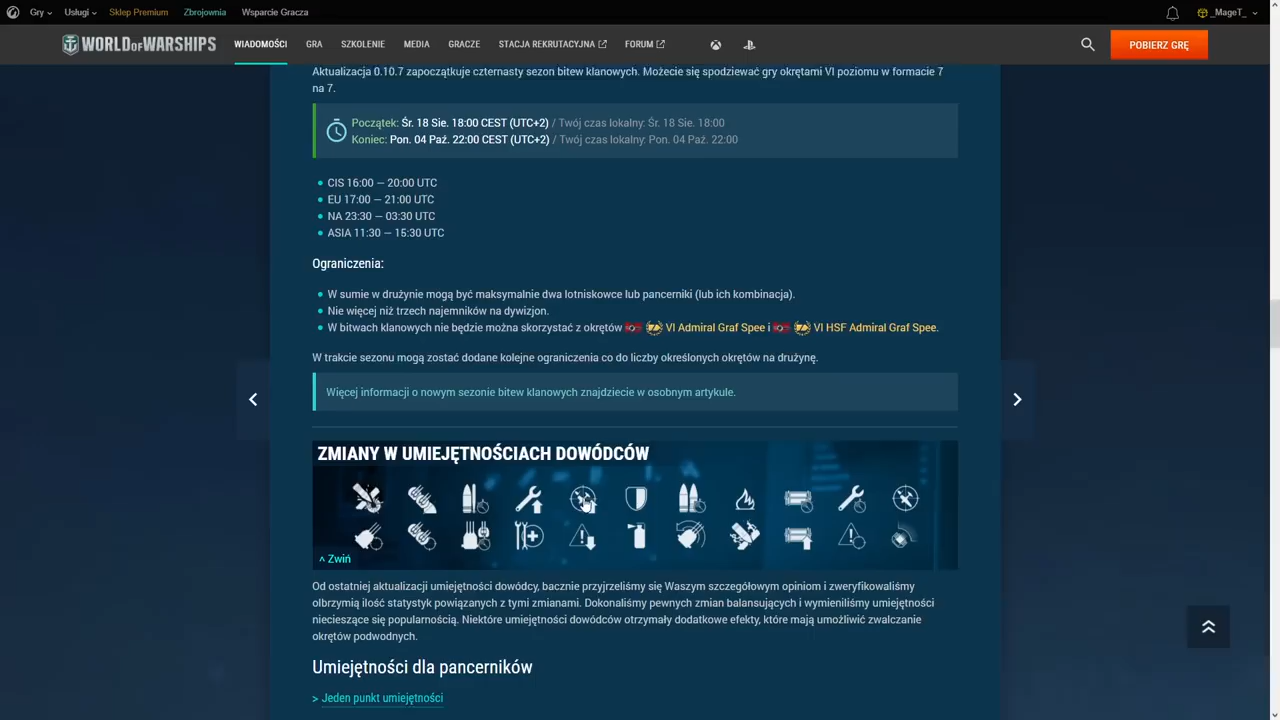 Gry Usługi Sklep Premium Zbrojownia Wsparcie Gracza _MageT_
WORLD OF WARSHIPS WIADOMOŚCI GRA SZKOLENIE MEDIA GRACZE STACJA REKRUTACYJNA FORUM POBIERZ GRĘ
Aktualizacja 0.10.7 zapoczątkuje czternasty sezon bitew klanowych. Możecie się spodziewać gry okrętami VI poziomu w formacie 7
na 7.
Początek: Śr. 18 Sie. 18:00 CEST (UTC+2) / Twój czas lokalny: Śr. 18 Sie. 18:00
Koniec: Pon. 04 Paź. 22:00 CEST (UTC+2) / Twój czas lokalny: Pon. 04 Paź. 22:00
CIS 16:00 — 20:00 UTC
EU 17:00 — 21:00 UTC
NA 23:30 — 03:30 UTC
ASIA 11:30 — 15:30 UTC
Ograniczenia:
W sumie w drużynie mogą być maksymalnie dwa lotniskowce lub pancerniki (lub ich kombinacja).
Nie więcej niż trzech najemników na dywizjon.
W bitwach klanowych nie będzie można skorzystać z okrętów VI Admiral Graf Spee i VI HSF Admiral Graf Spee.
W trakcie sezonu mogą zostać dodane kolejne ograniczenia co do liczby określonych okrętów na drużynę.
Więcej informacji o nowym sezonie bitew klanowych znajdziecie w osobnym artykule.
ZMIANY W UMIEJĘTNOŚCIACH DOWÓDCÓW
^ Zwiń
Od ostatniej aktualizacji umiejętności dowódcy, bacznie przyjrzeliśmy się Waszym szczegółowym opiniom i zweryfikowaliśmy
olbrzymią ilość statystyk powiązanych z tymi zmianami. Dokonaliśmy pewnych zmian balansujących i wymieniliśmy umiejętności
niecieszące się popularnością. Niektóre umiejętności dowódców otrzymały dodatkowe efekty, które mają umożliwić zwalczanie
okrętów podwodnych.
Umiejętności dla pancerników
> Jeden punkt umiejętności